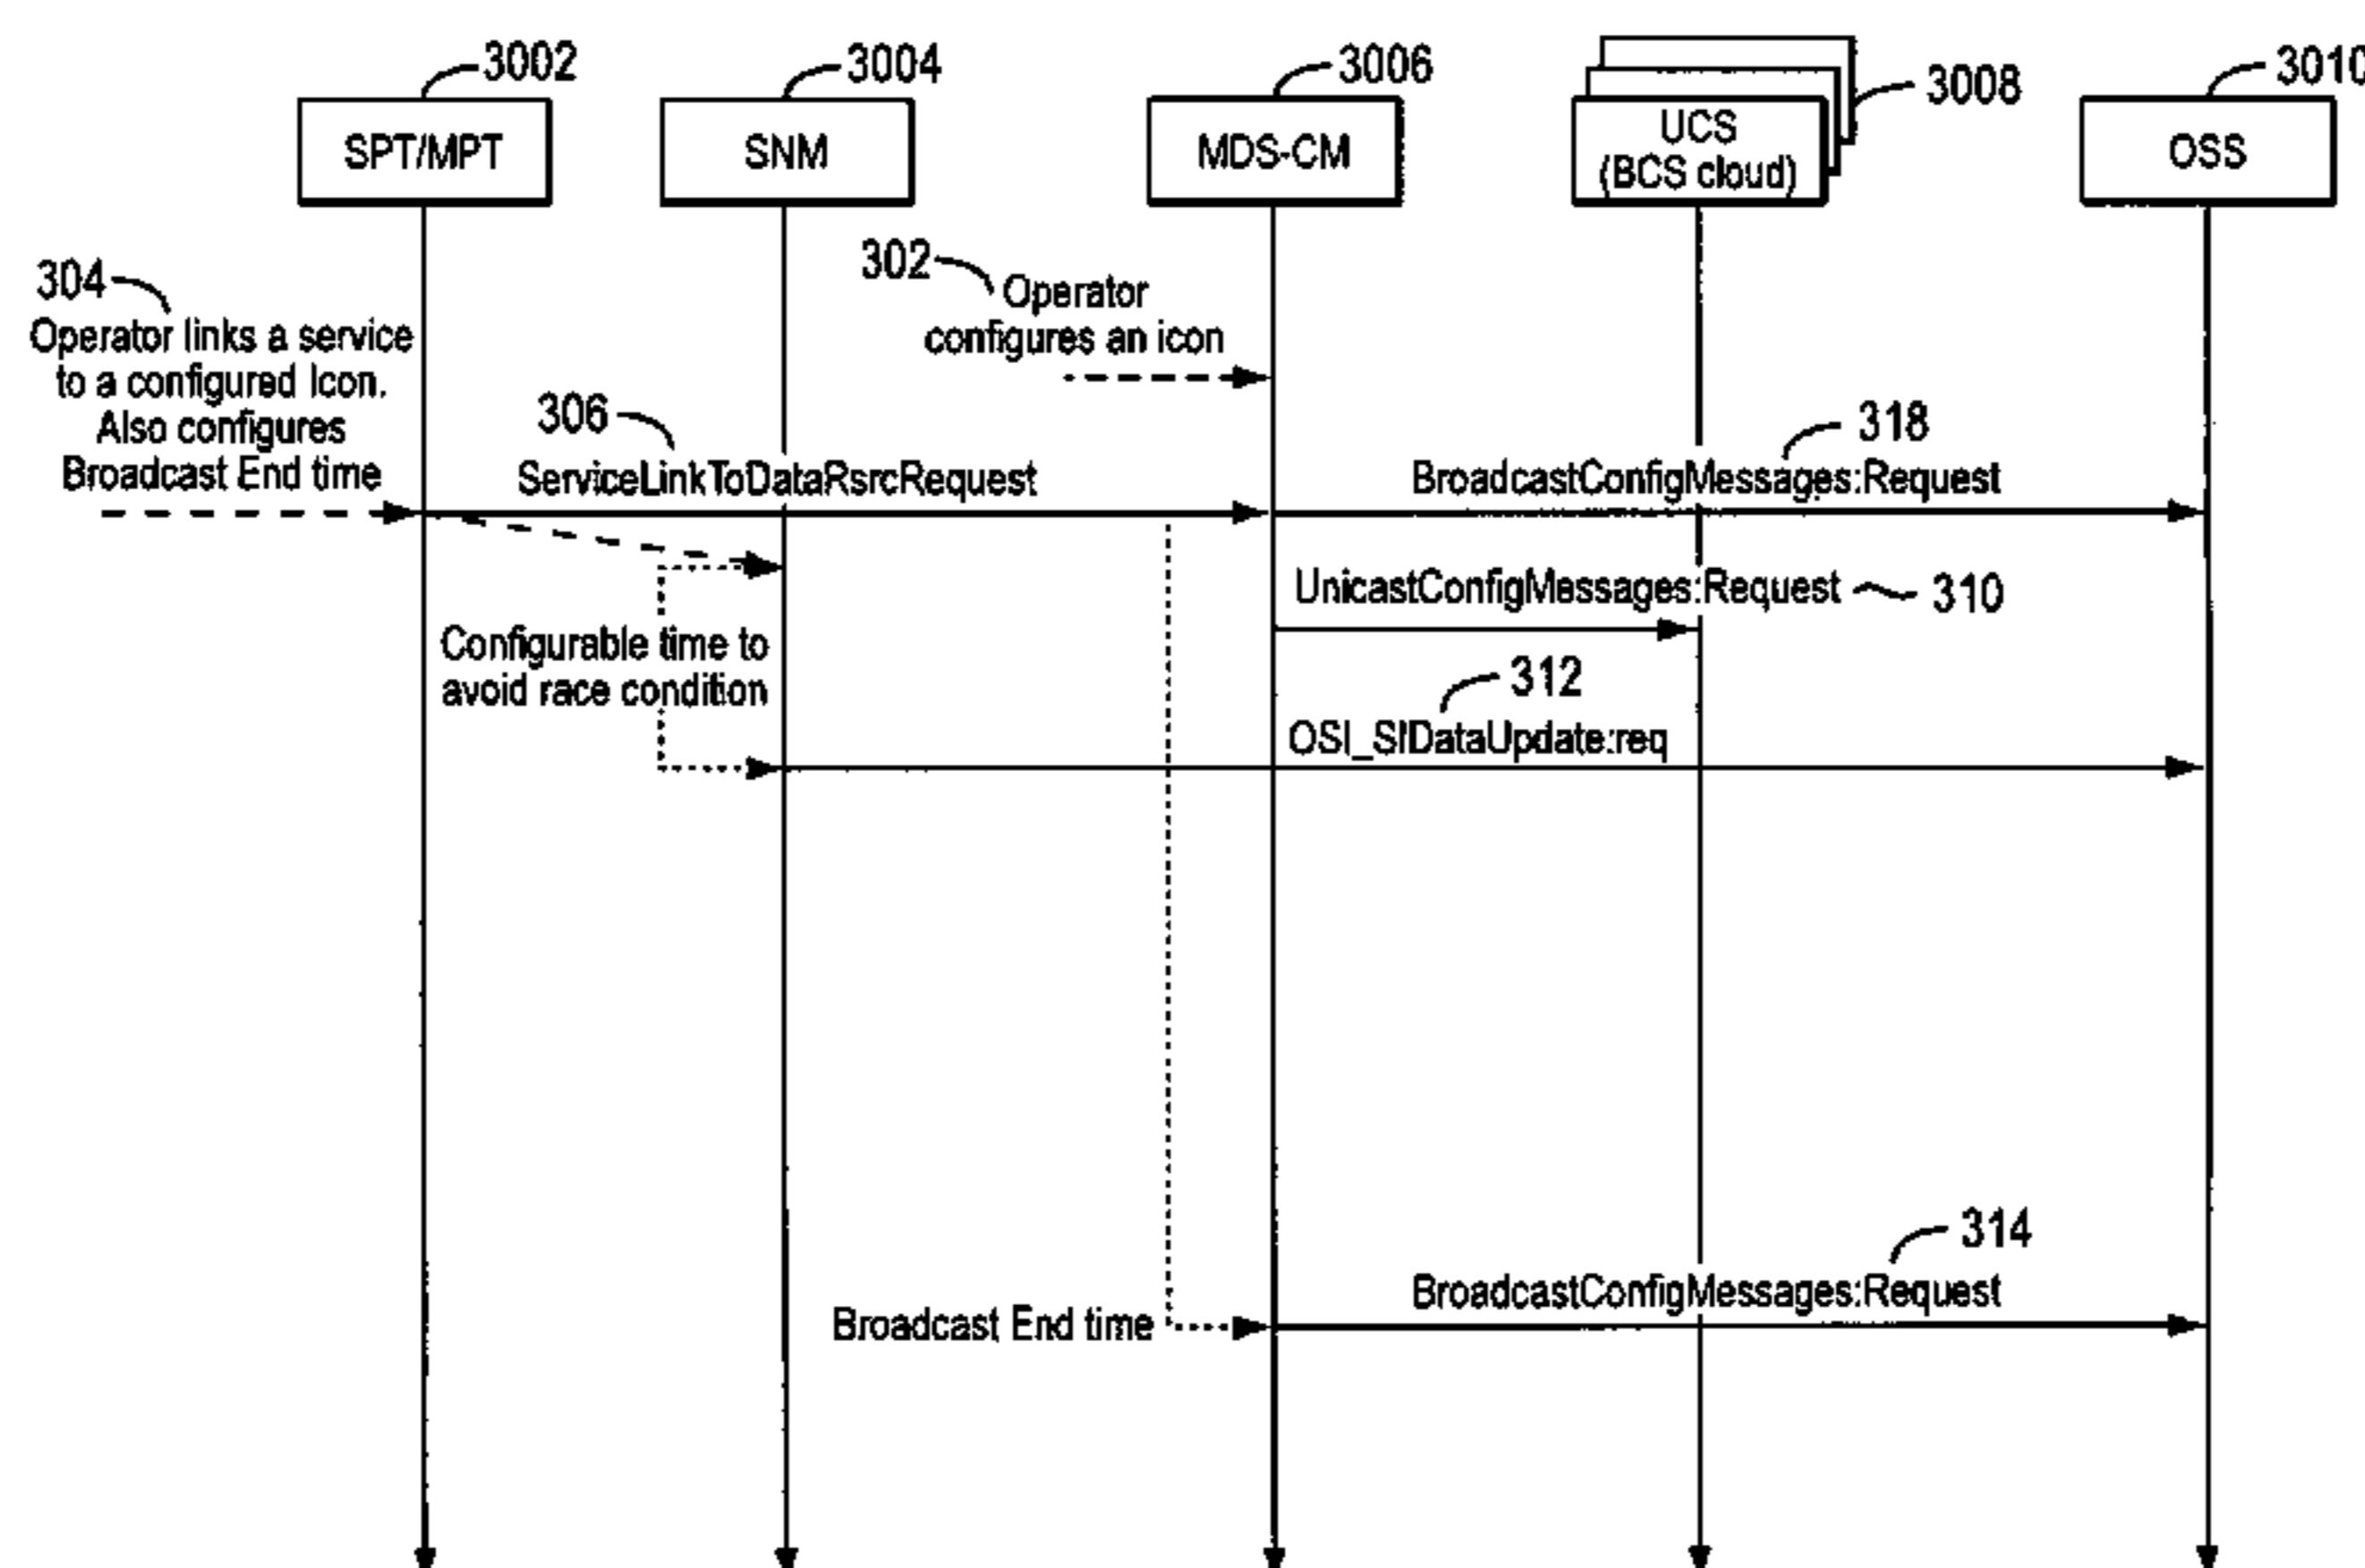 3002
3004
3006
3008
3010
SPT/MPT
SNM
MDS-CM
UCS
(BCS cloud)
OSS
304
Operator links a service
to a configured Icon.
Also configures
Broadcast End time
302
Operator
configures an icon
306
ServiceLinkToDataRsrcRequest
318
BroadcastConfigMessages:Request
UnicastConfigMessages:Request
310
Configurable time to
avoid race condition
312
OSI_SIDataUpdate:req
314
BroadcastConfigMessages:Request
Broadcast End time